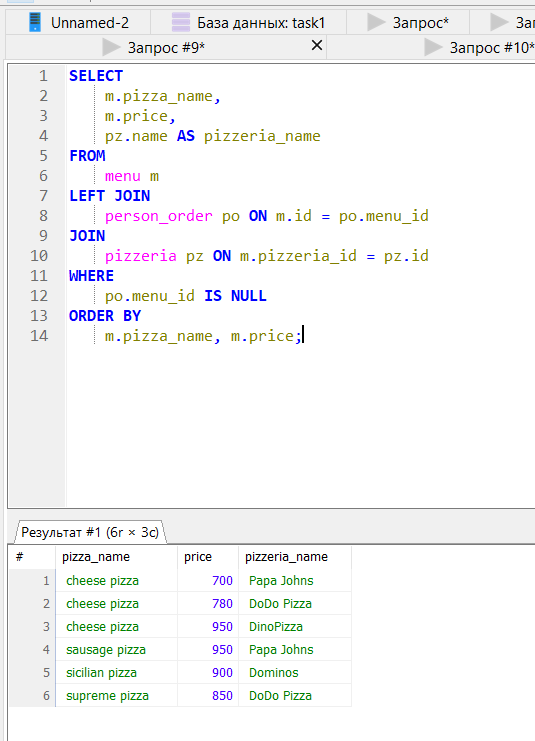 Unnamed-2 База данных: task1 Запрос* За
Запрос #9* Запрос #10*
1 SELECT
2 m.pizza_name,
3 m.price,
4 pz.name AS pizzeria_name
5 FROM
6 menu m
7 LEFT JOIN
8 person_order po ON m.id = po.menu_id
9 JOIN
10 pizzeria pz ON m.pizzeria_id = pz.id
11 WHERE
12 po.menu_id IS NULL
13 ORDER BY
14 m.pizza_name, m.price;
Результат #1 (6r × 3c)
# pizza_name price pizzeria_name
1 cheese pizza 700 Papa Johns
2 cheese pizza 780 DoDo Pizza
3 cheese pizza 950 DinoPizza
4 sausage pizza 950 Papa Johns
5 sicilian pizza 900 Dominos
6 supreme pizza 850 DoDo Pizza